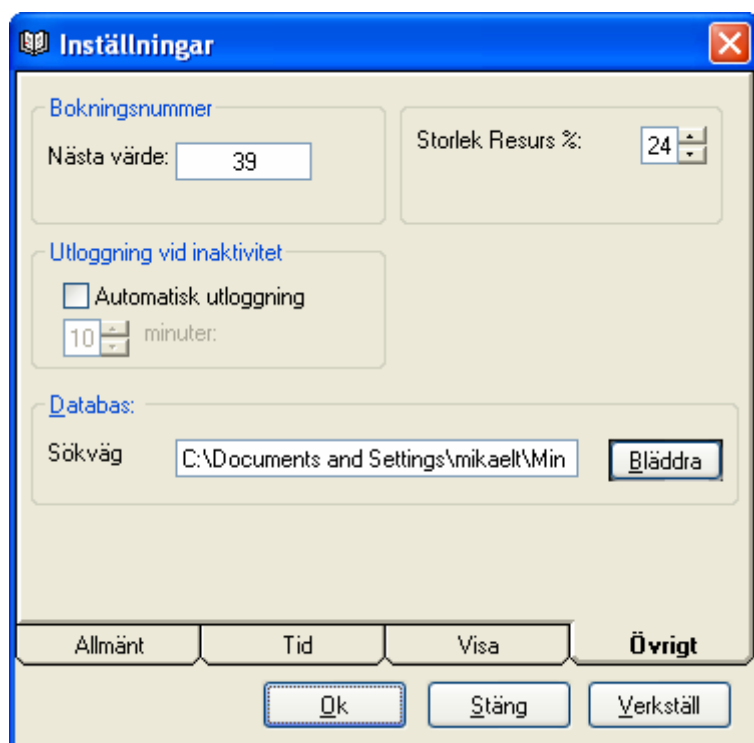 Inställningar
Bokningsnummer
Nästa värde: 39
Storlek Resurs %: 24
Utloggning vid inaktivitet
Automatisk utloggning
10 minuter:
Databas:
Sökväg C:\Documents and Settings\mikaelt\Min Bläddra
Allmänt Tid Visa Övrigt
Ok Stäng Verkställ